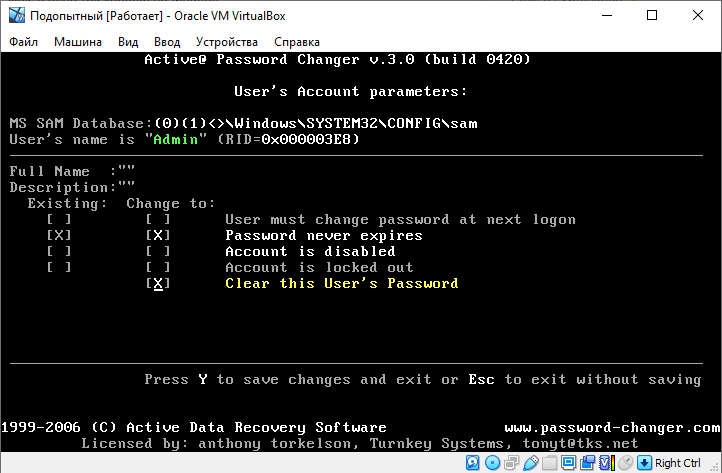 Подопытный [Работает] - Oracle VM VirtualBox
Файл Машина Вид Ввод Устройства Справка
Active@ Password Changer v.3.0 (build 0420)
User's Account parameters:
MS SAM Database:(0)(1)<>\Windows\SYSTEM32\CONFIG\sam
User's name is "Admin" (RID=0x000003E8)
Full Name :""
Description:""
Existing: Change to:
[ ] [ ] User must change password at next logon
[X] [X] Password never expires
[ ] [ ] Account is disabled
[ ] [ ] Account is locked out
[X] Clear this User's Password
Press Y to save changes and exit or Esc to exit without saving
1999-2006 (C) Active Data Recovery Software www.password-changer.com
Licensed by: anthony torkelson, Turnkey Systems, tonyt@tks.net
Right Ctrl